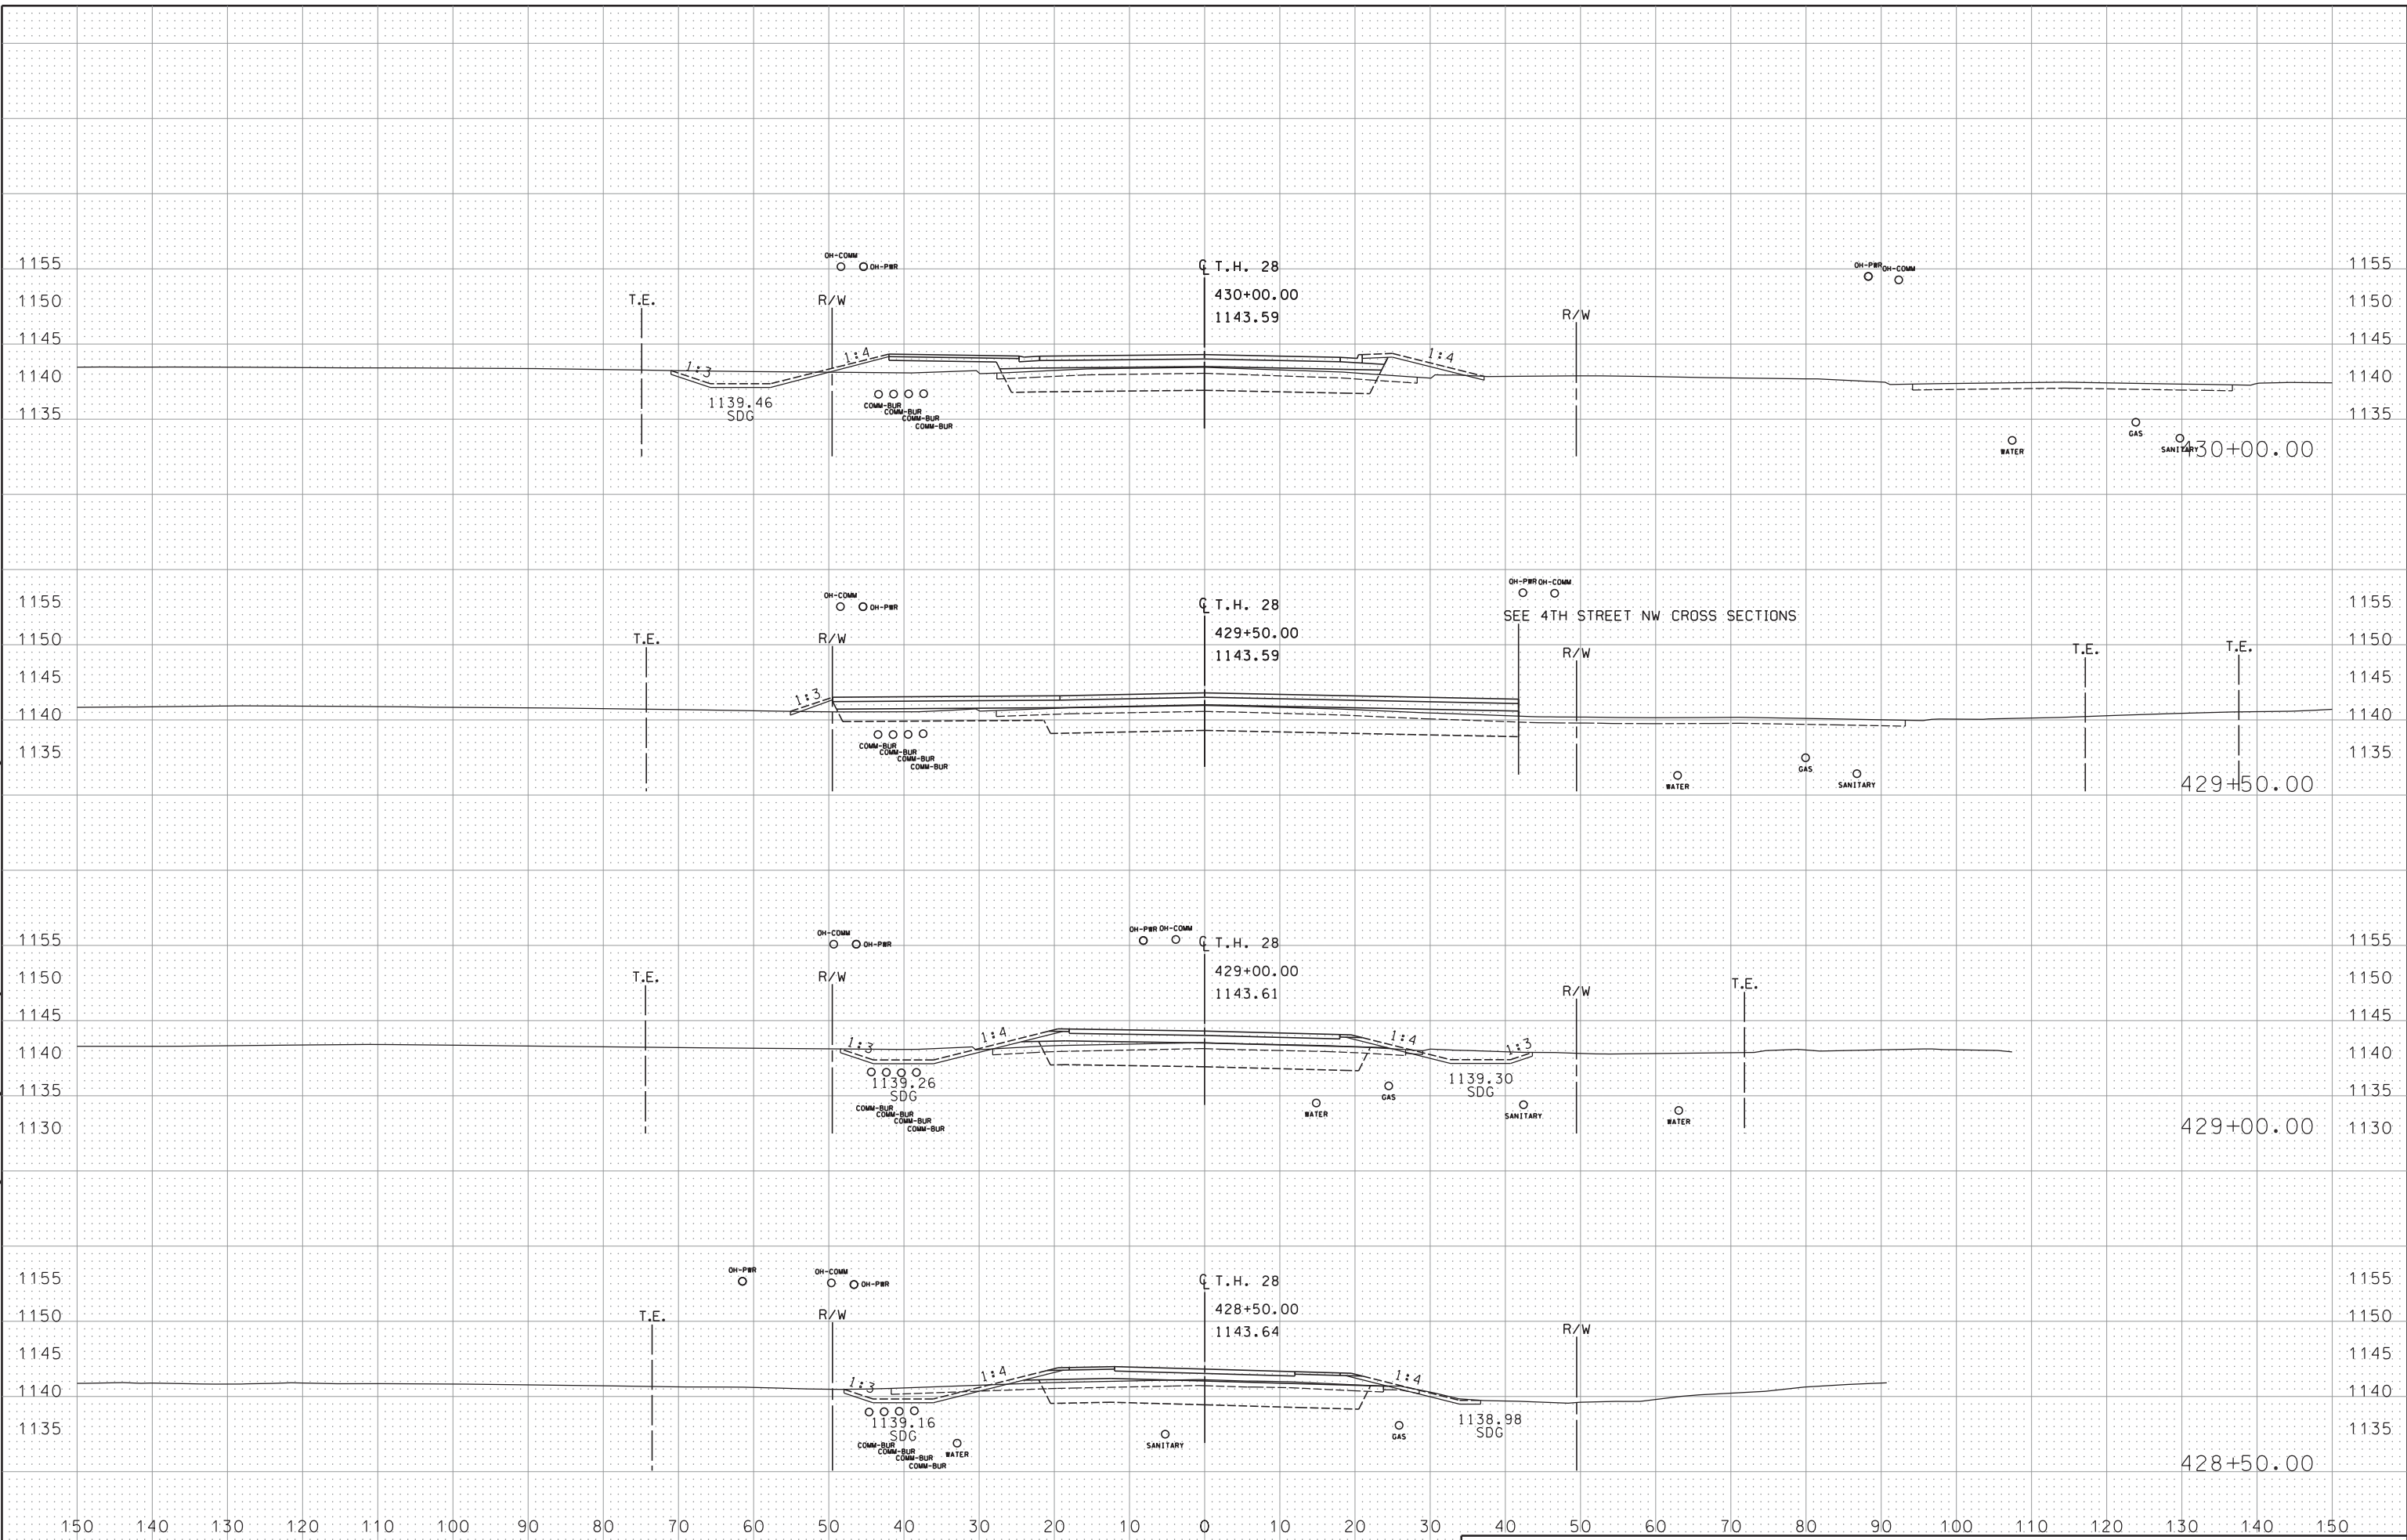 OH-COMM
OH-PWR
℄ T.H. 28
OH-PWR
OH-COMM
1155
1155
T.E.
R/W
430+00.00
1150
1150
1143.59
R/W
1145
1145
1:3
1:4
1:4
1140
1140
1139.46
SDG
COMM-BUR
COMM-BUR
COMM-BUR
COMM-BUR
1135
1135
WATER
GAS
SANITARY
430+00.00
OH-COMM
OH-PWR
℄ T.H. 28
OH-PWR
OH-COMM
1155
1155
SEE 4TH STREET NW CROSS SECTIONS
T.E.
R/W
429+50.00
1150
1150
1143.59
R/W
T.E.
T.E.
1145
1145
1:3
1140
1140
COMM-BUR
COMM-BUR
COMM-BUR
COMM-BUR
1135
1135
WATER
GAS
SANITARY
429+50.00
OH-COMM
OH-PWR
OH-PWR
OH-COMM
℄ T.H. 28
1155
1155
T.E.
R/W
429+00.00
1150
1150
1143.61
R/W
T.E.
1145
1145
1:3
1:4
1:4
1:3
1140
1140
1139.26
SDG
1139.30
SDG
1135
1135
COMM-BUR
COMM-BUR
COMM-BUR
COMM-BUR
WATER
GAS
SANITARY
WATER
1130
429+00.00
1130
OH-PWR
OH-COMM
OH-PWR
℄ T.H. 28
1155
1155
T.E.
R/W
428+50.00
1150
1150
1143.64
R/W
1145
1145
1:3
1:4
1:4
1140
1140
1139.16
SDG
1138.98
SDG
1135
1135
COMM-BUR
COMM-BUR
COMM-BUR
COMM-BUR
WATER
SANITARY
GAS
428+50.00
150 140 130 120 110 100 90 80 70 60 50 40 30 20 10 0 10 20 30 40 50 60 70 80 90 100 110 120 130 140 150